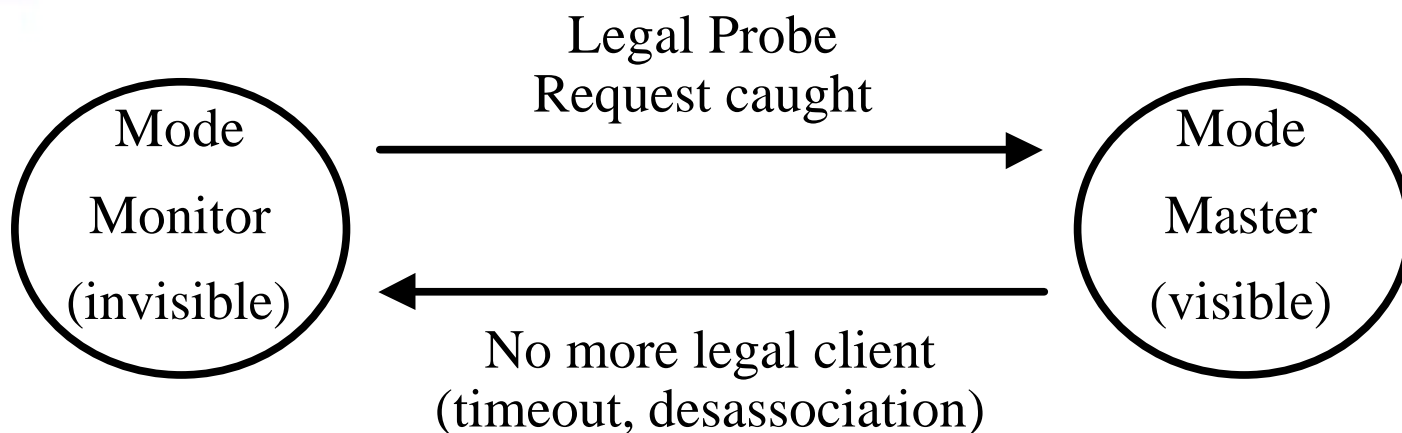 Legal Probe
Request caught
Mode
Monitor
(invisible)
Mode
Master
(visible)
No more legal client
(timeout, desassociation)